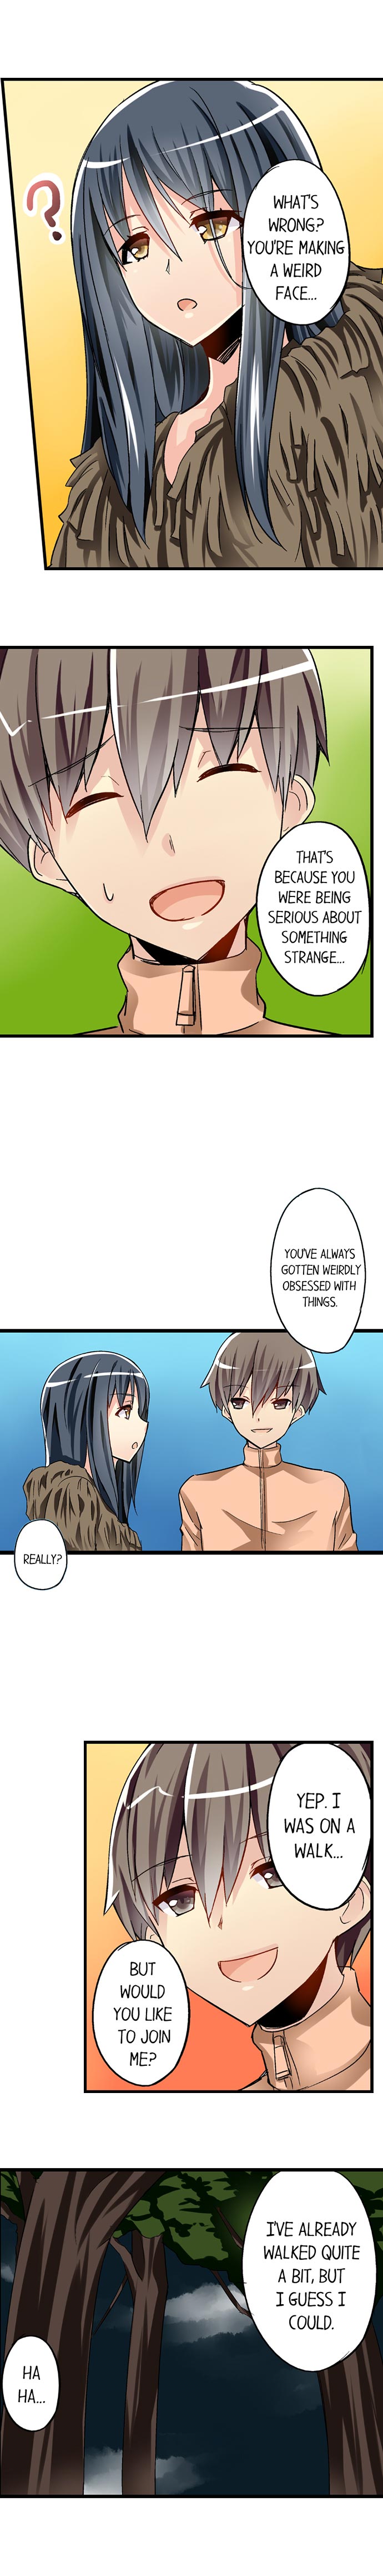 ?
WHAT'S
WRONG?
YOU'RE MAKING
A WEIRD
FACE...
THAT'S
BECAUSE YOU
WERE BEING
SERIOUS ABOUT
SOMETHING
STRANGE...
YOU'VE ALWAYS
GOTTEN WEIRDLY
OBSESSED WITH
THINGS.
REALLY?
YEP. I
WAS ON A
WALK...
BUT
WOULD
YOU LIKE
TO JOIN
ME?
I'VE ALREADY
WALKED QUITE
A BIT, BUT
I GUESS I
COULD.
HA
HA...